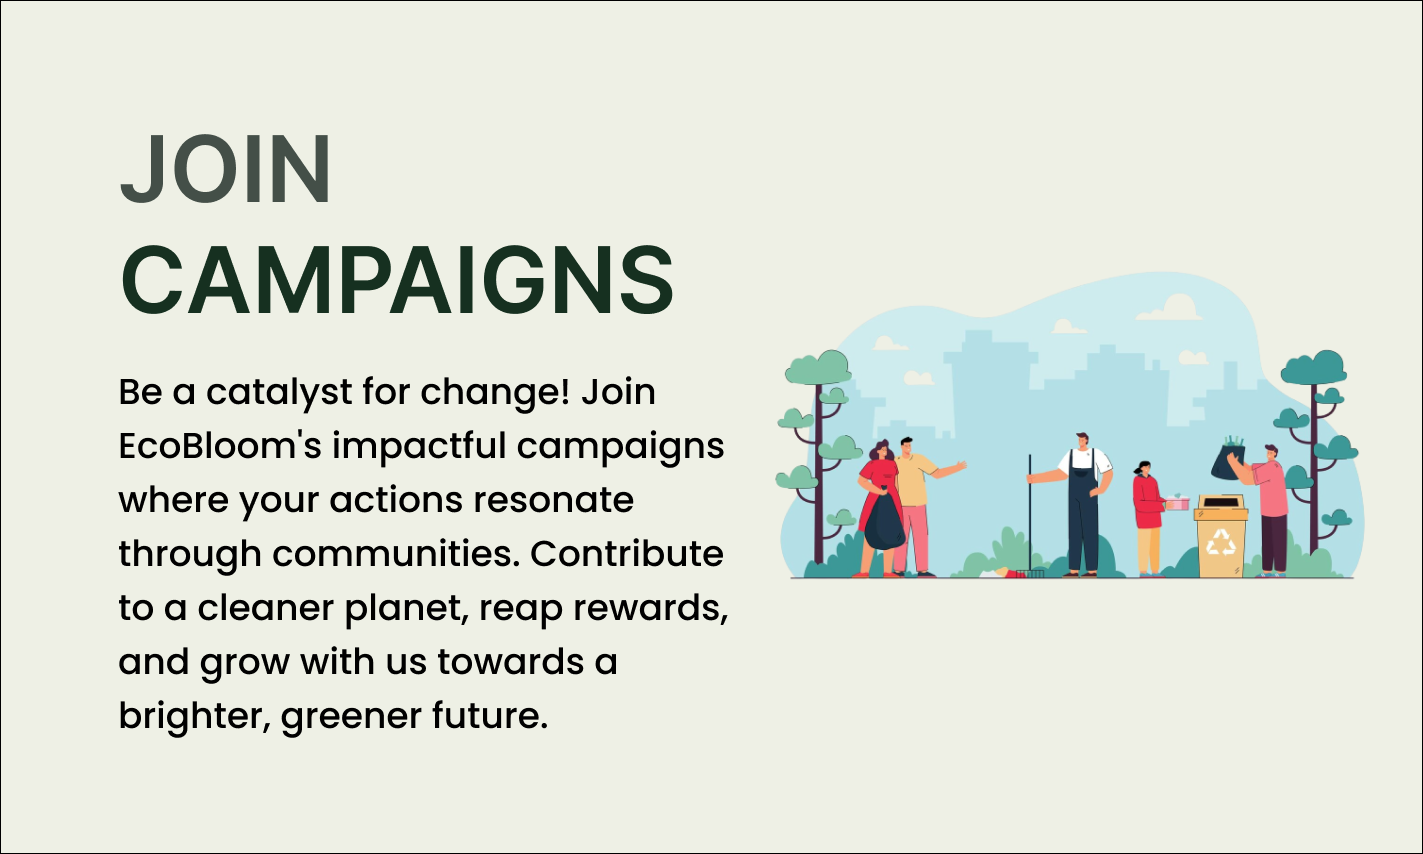 JOIN
CAMPAIGNS
Be a catalyst for change! Join
EcoBloom's impactful campaigns
where your actions resonate
through communities. Contribute
to a cleaner planet, reap rewards,
and grow with us towards a
brighter, greener future.